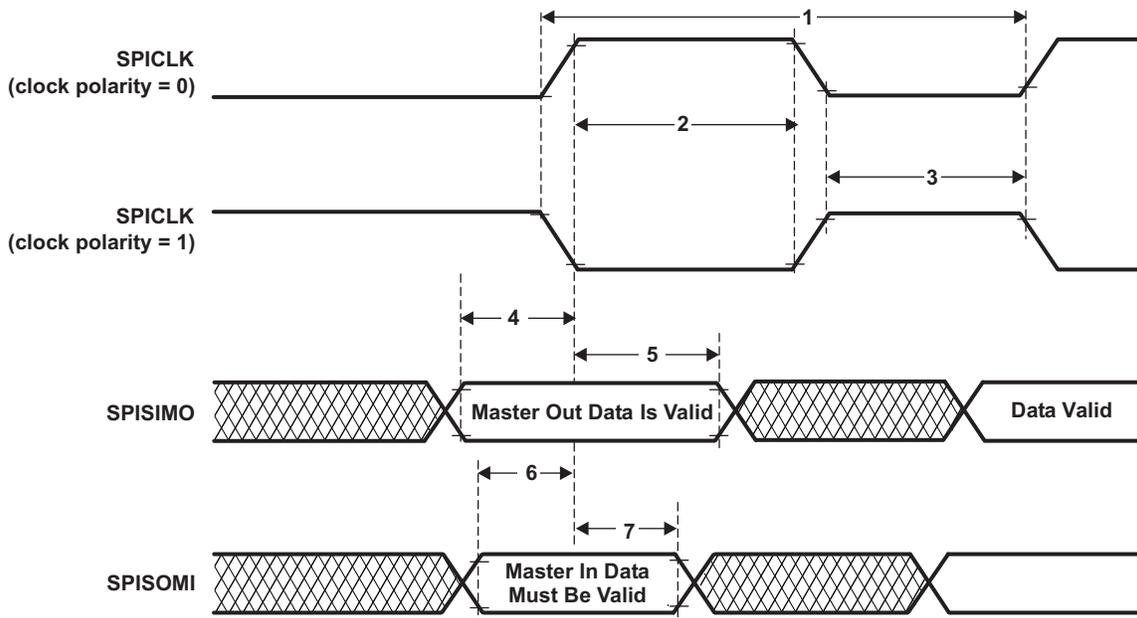 1
SPICLK
(clock polarity = 0)
2
3
SPICLK
(clock polarity = 1)
4
5
SPISIMO
Master Out Data Is Valid
Data Valid
6
7
SPISOMI
Master In Data
Must Be Valid